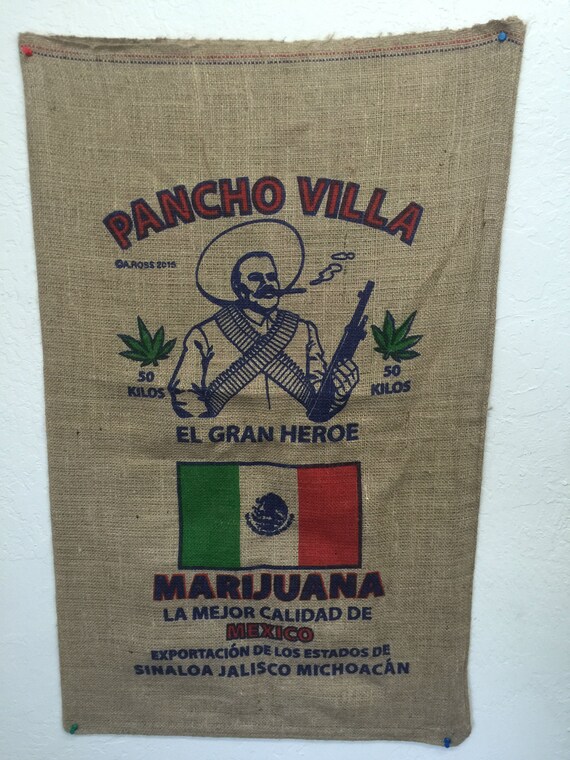 PANCHO VILLA
©A.ROSS 2015
50
KILOS
50
KILOS
EL GRAN HEROE
MARIJUANA
LA MEJOR CALIDAD DE
MEXICO
EXPORTACIÓN DE LOS ESTADOS DE
SINALOA JALISCO MICHOACÁN